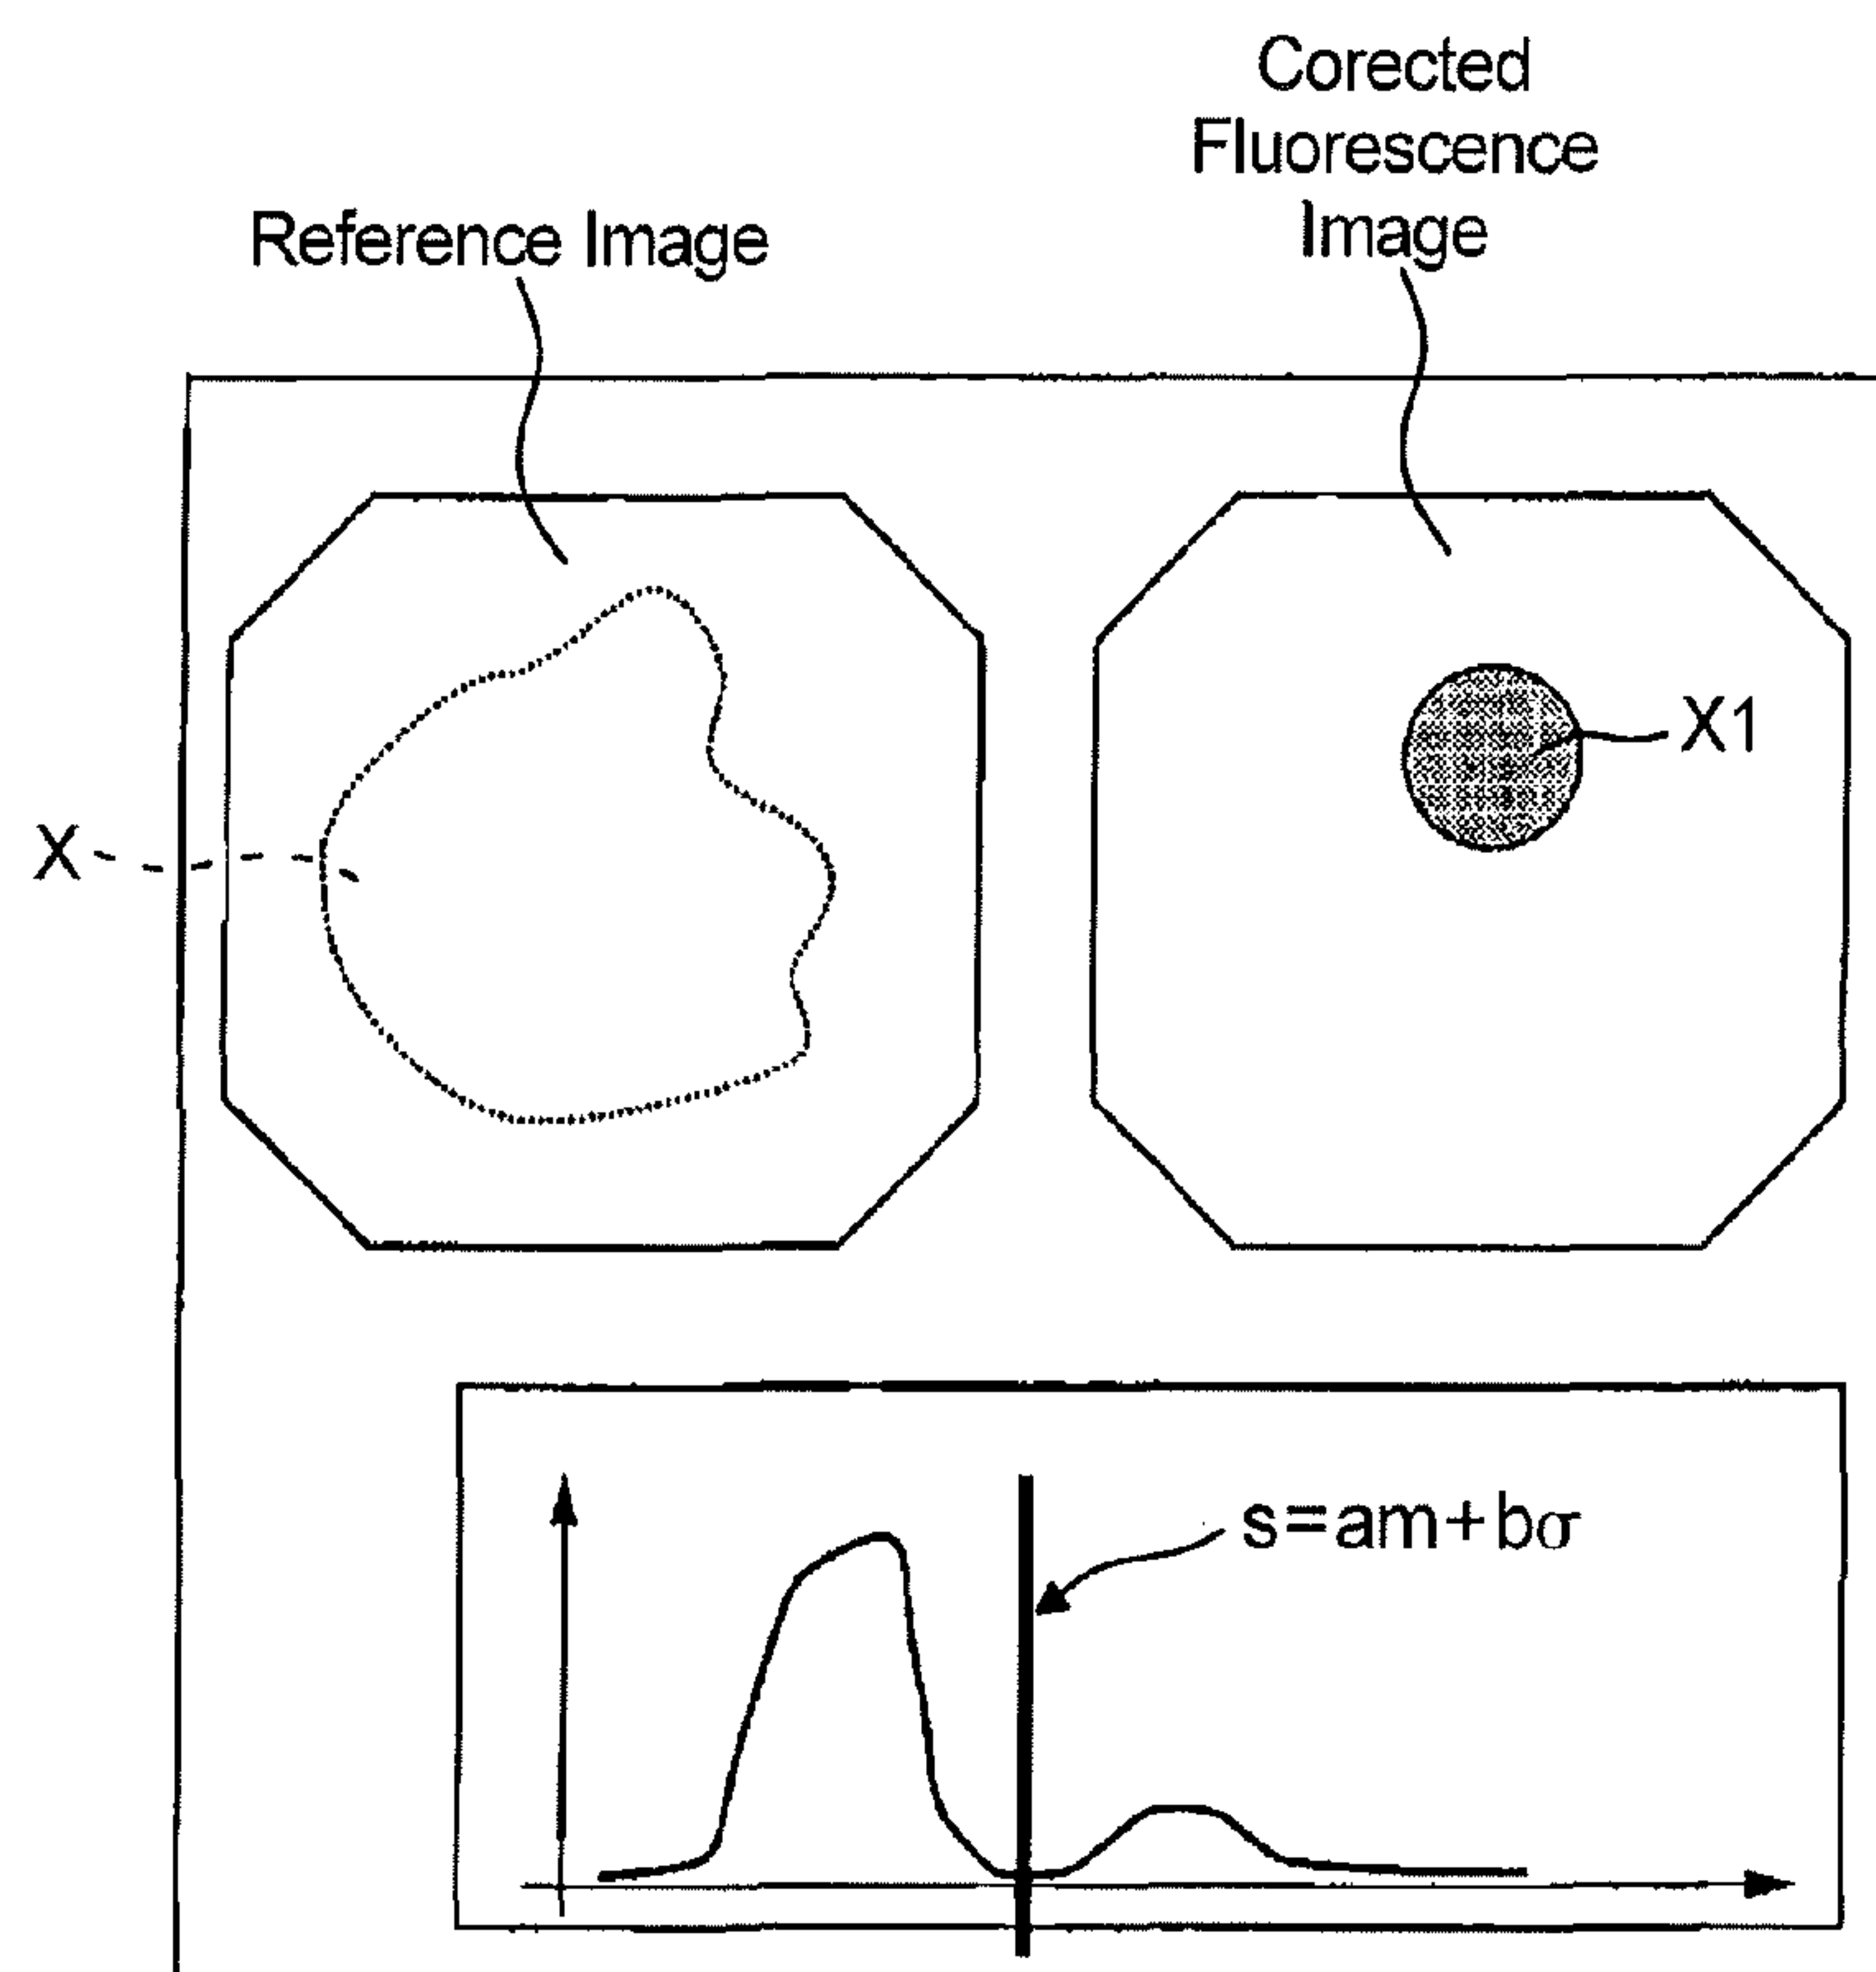 Corected
Fluorescence
Image
Reference Image
X1
X
s=am+bσ